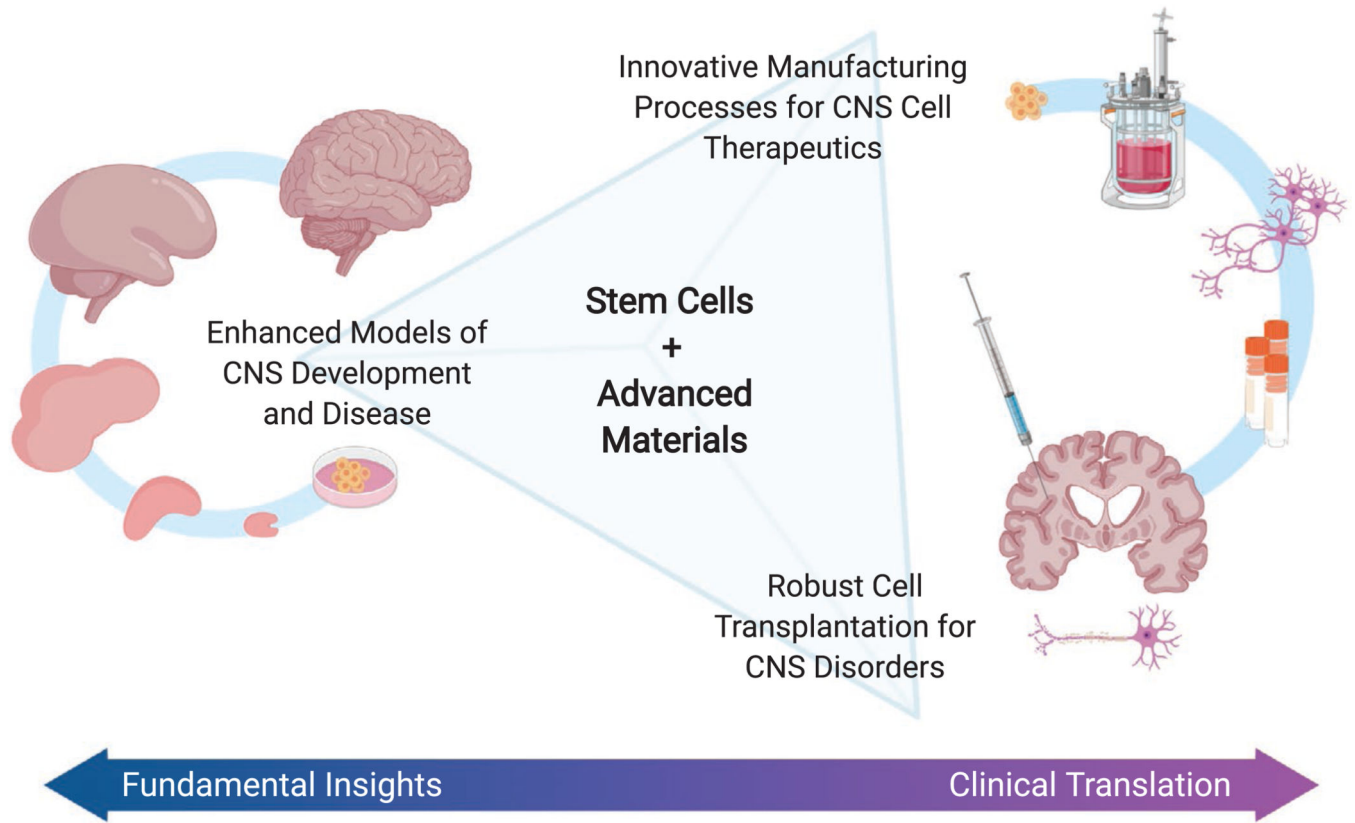 Innovative Manufacturing
Processes for CNS Cell
Therapeutics
Enhanced Models of
CNS Development
and Disease
Stem Cells
+
Advanced
Materials
Robust Cell
Transplantation for
CNS Disorders
Fundamental Insights
Clinical Translation